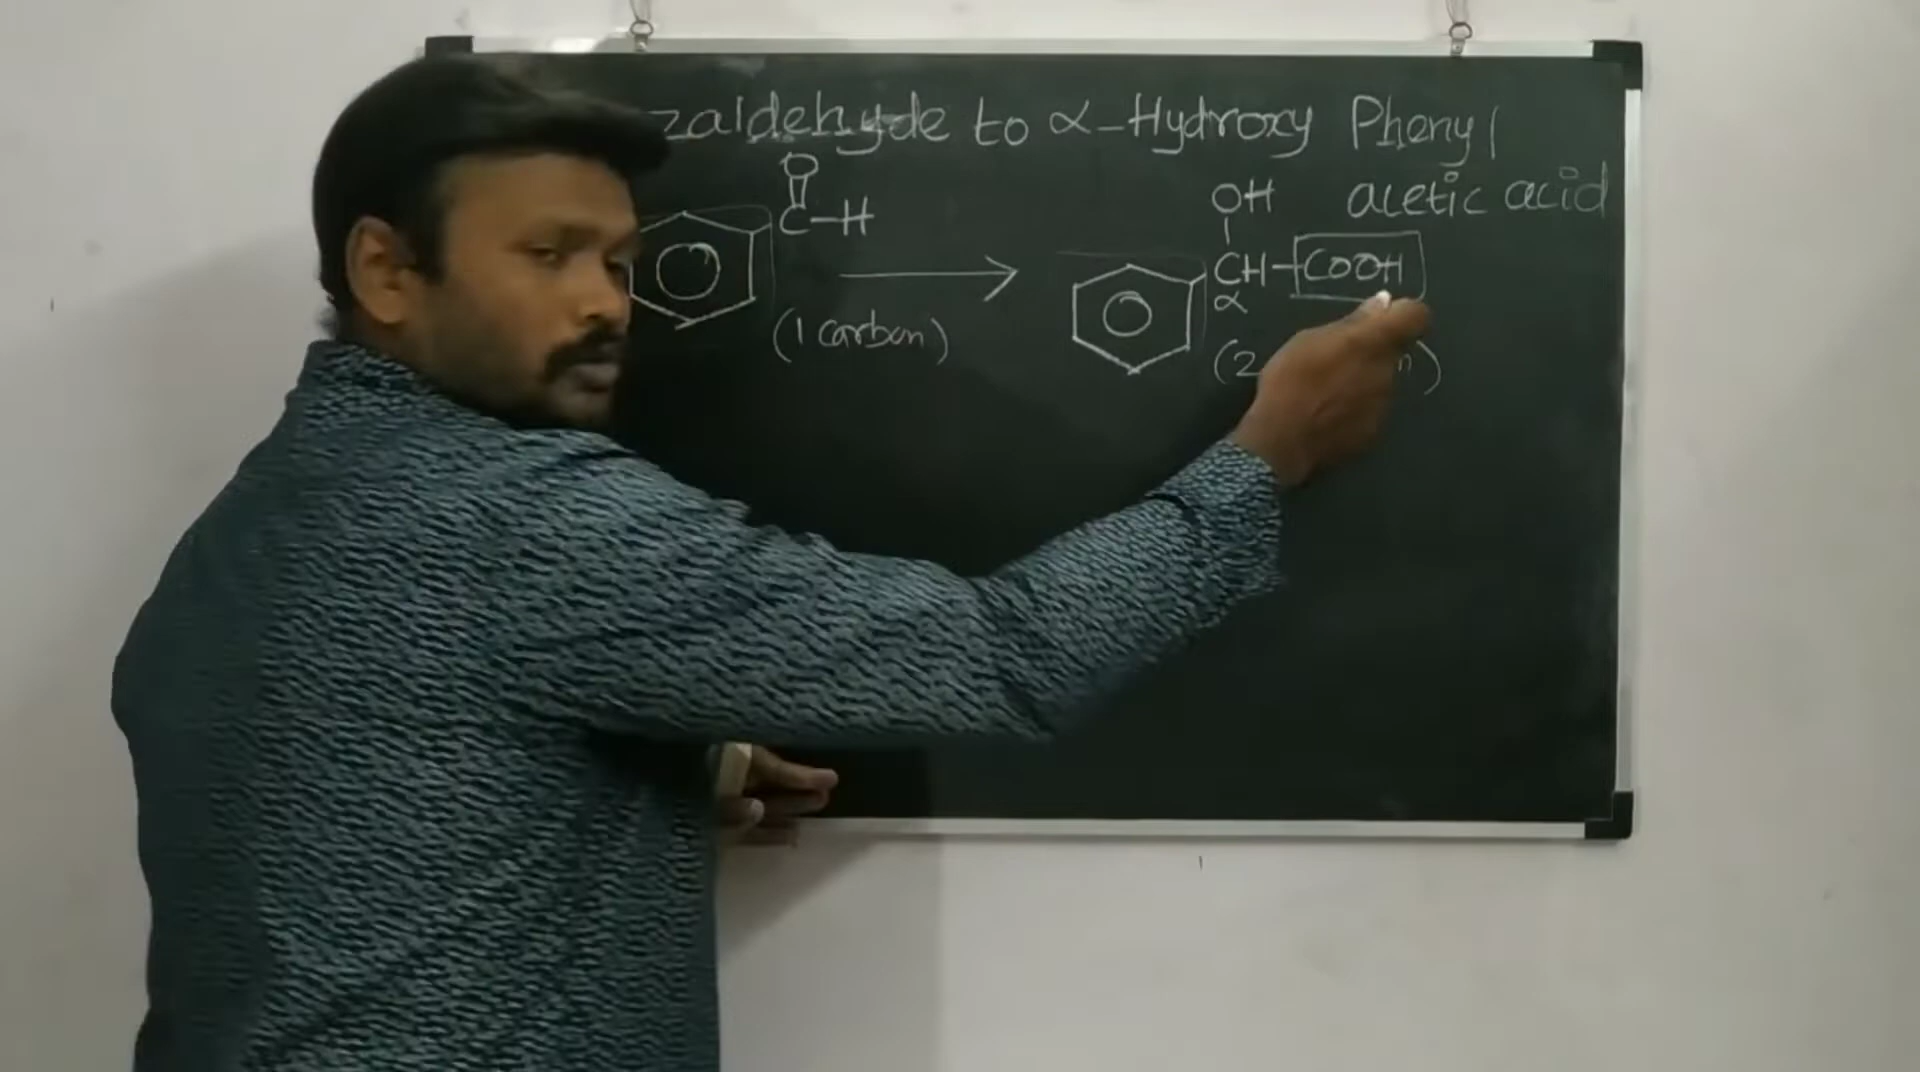 zaldehyde to α-Hydroxy Phenyl
acetic acid
O
C-H
OH
CH-COOH
α
(1 carbon)
(2 n)